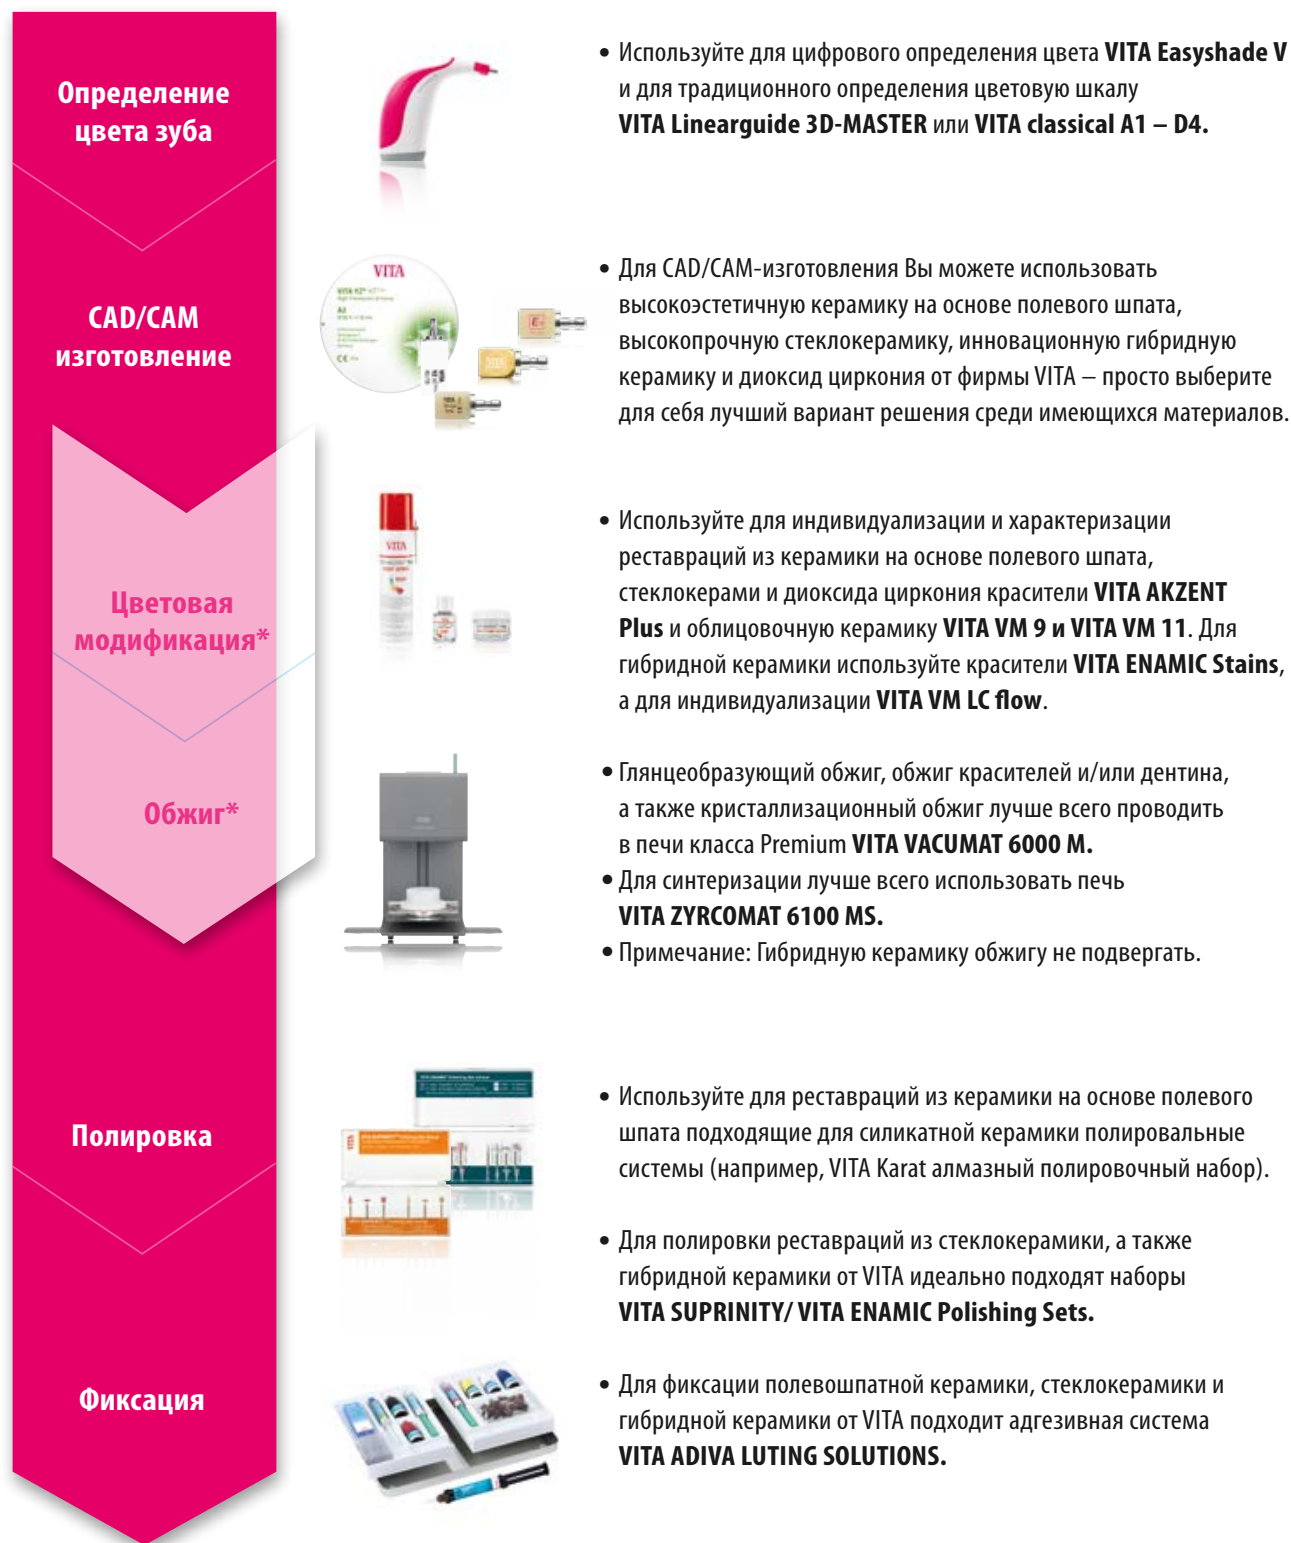 Определение
цвета зуба
• Используйте для цифрового определения цвета VITA Easyshade V
и для традиционного определения цветовую шкалу
VITA Linearguide 3D-MASTER или VITA classical A1 – D4.
CAD/CAM
изготовление
VITA
• Для CAD/CAM-изготовления Вы можете использовать
высокоэстетичную керамику на основе полевого шпата,
высокопрочную стеклокерамику, инновационную гибридную
керамику и диоксид циркония от фирмы VITA – просто выберите
для себя лучший вариант решения среди имеющихся материалов.
Цветовая
модификация*
VITA
• Используйте для индивидуализации и характеризации
реставраций из керамики на основе полевого шпата,
стеклокерами и диоксида циркония красители VITA AKZENT
Plus и облицовочную керамику VITA VM 9 и VITA VM 11. Для
гибридной керамики используйте красители VITA ENAMIC Stains,
а для индивидуализации VITA VM LC flow.
Обжиг*
• Глянцеобразующий обжиг, обжиг красителей и/или дентина,
а также кристаллизационный обжиг лучше всего проводить
в печи класса Premium VITA VACUMAT 6000 M.
• Для синтеризации лучше всего использовать печь
VITA ZYRCOMAT 6100 MS.
• Примечание: Гибридную керамику обжигу не подвергать.
Полировка
• Используйте для реставраций из керамики на основе полевого
шпата подходящие для силикатной керамики полировальные
системы (например, VITA Karat алмазный полировочный набор).
• Для полировки реставраций из стеклокерамики, а также
гибридной керамики от VITA идеально подходят наборы
VITA SUPRINITY/ VITA ENAMIC Polishing Sets.
Фиксация
• Для фиксации полевошпатной керамики, стеклокерамики и
гибридной керамики от VITA подходит адгезивная система
VITA ADIVA LUTING SOLUTIONS.